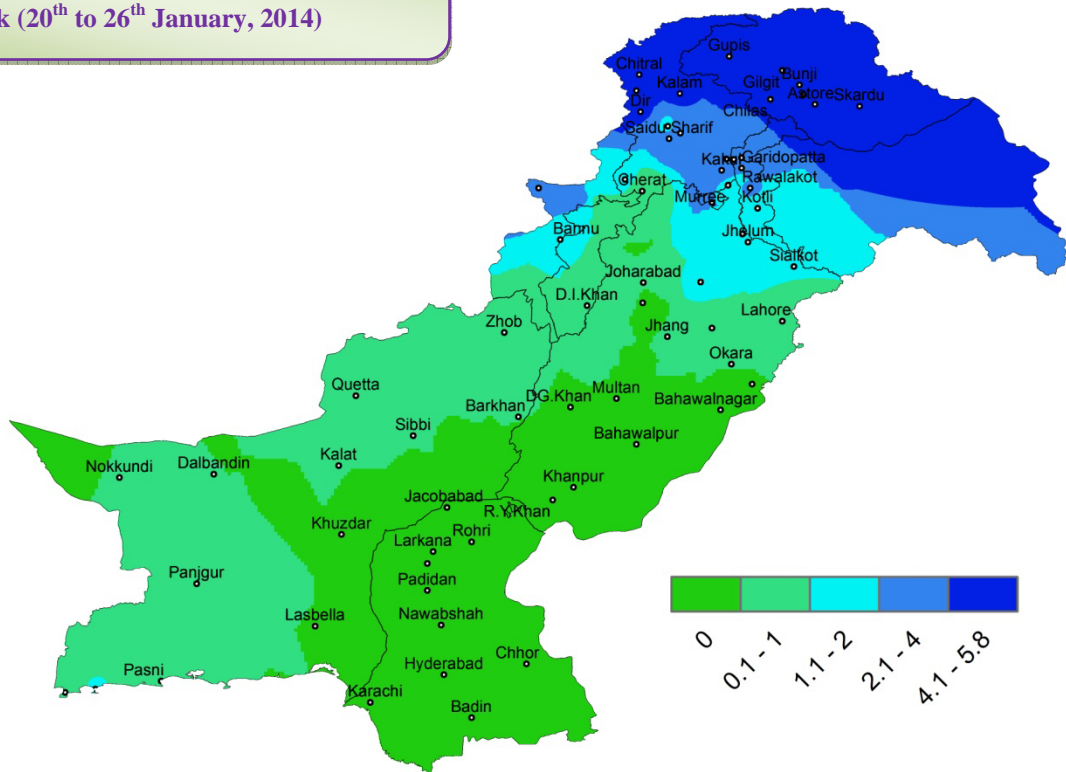 k (20th to 26th January, 2014)
Gupis
Chitral
Bunji
Kalam
Gilgit
Astore
Skardu
Dir
Chilas
Saidu Sharif
Garidopatta
Cherat
Rawalakot
Murree
Kotli
Bannu
Jhelum
Sialkot
Joharabad
D.I.Khan
Lahore
Zhob
Jhang
Okara
Quetta
Multan
DG.Khan
Barkhan
Bahawalnagar
Sibbi
Bahawalpur
Kalat
Nokkundi
Dalbandin
Khanpur
Jacobabad
R.Y.Khan
Khuzdar
Rohri
Larkana
Panjgur
Padidan
Lasbella
Nawabshah
Chhor
Pasni
Hyderabad
Karachi
Badin
0
0.1 - 1
1.1 - 2
2.1 - 4
4.1 - 5.8